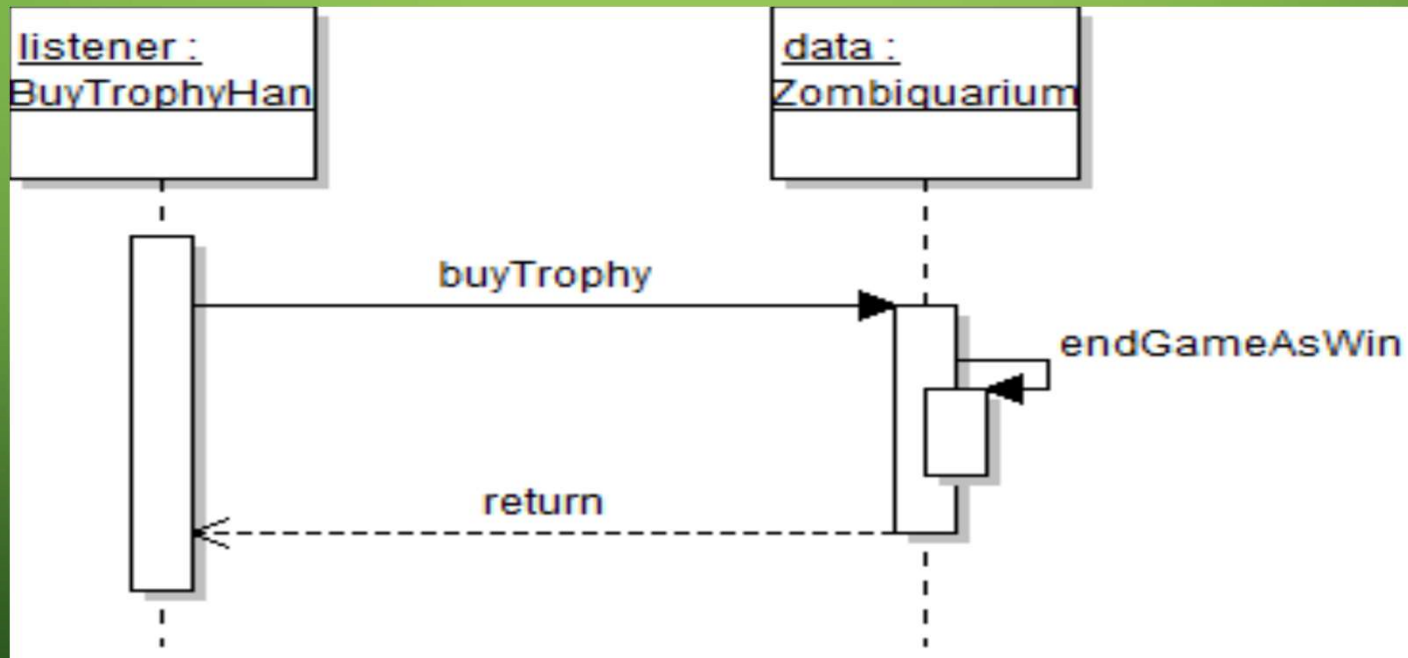 listener :
BuyTrophyHan
data :
Zombiquarium
buyTrophy
endGameAsWin
return